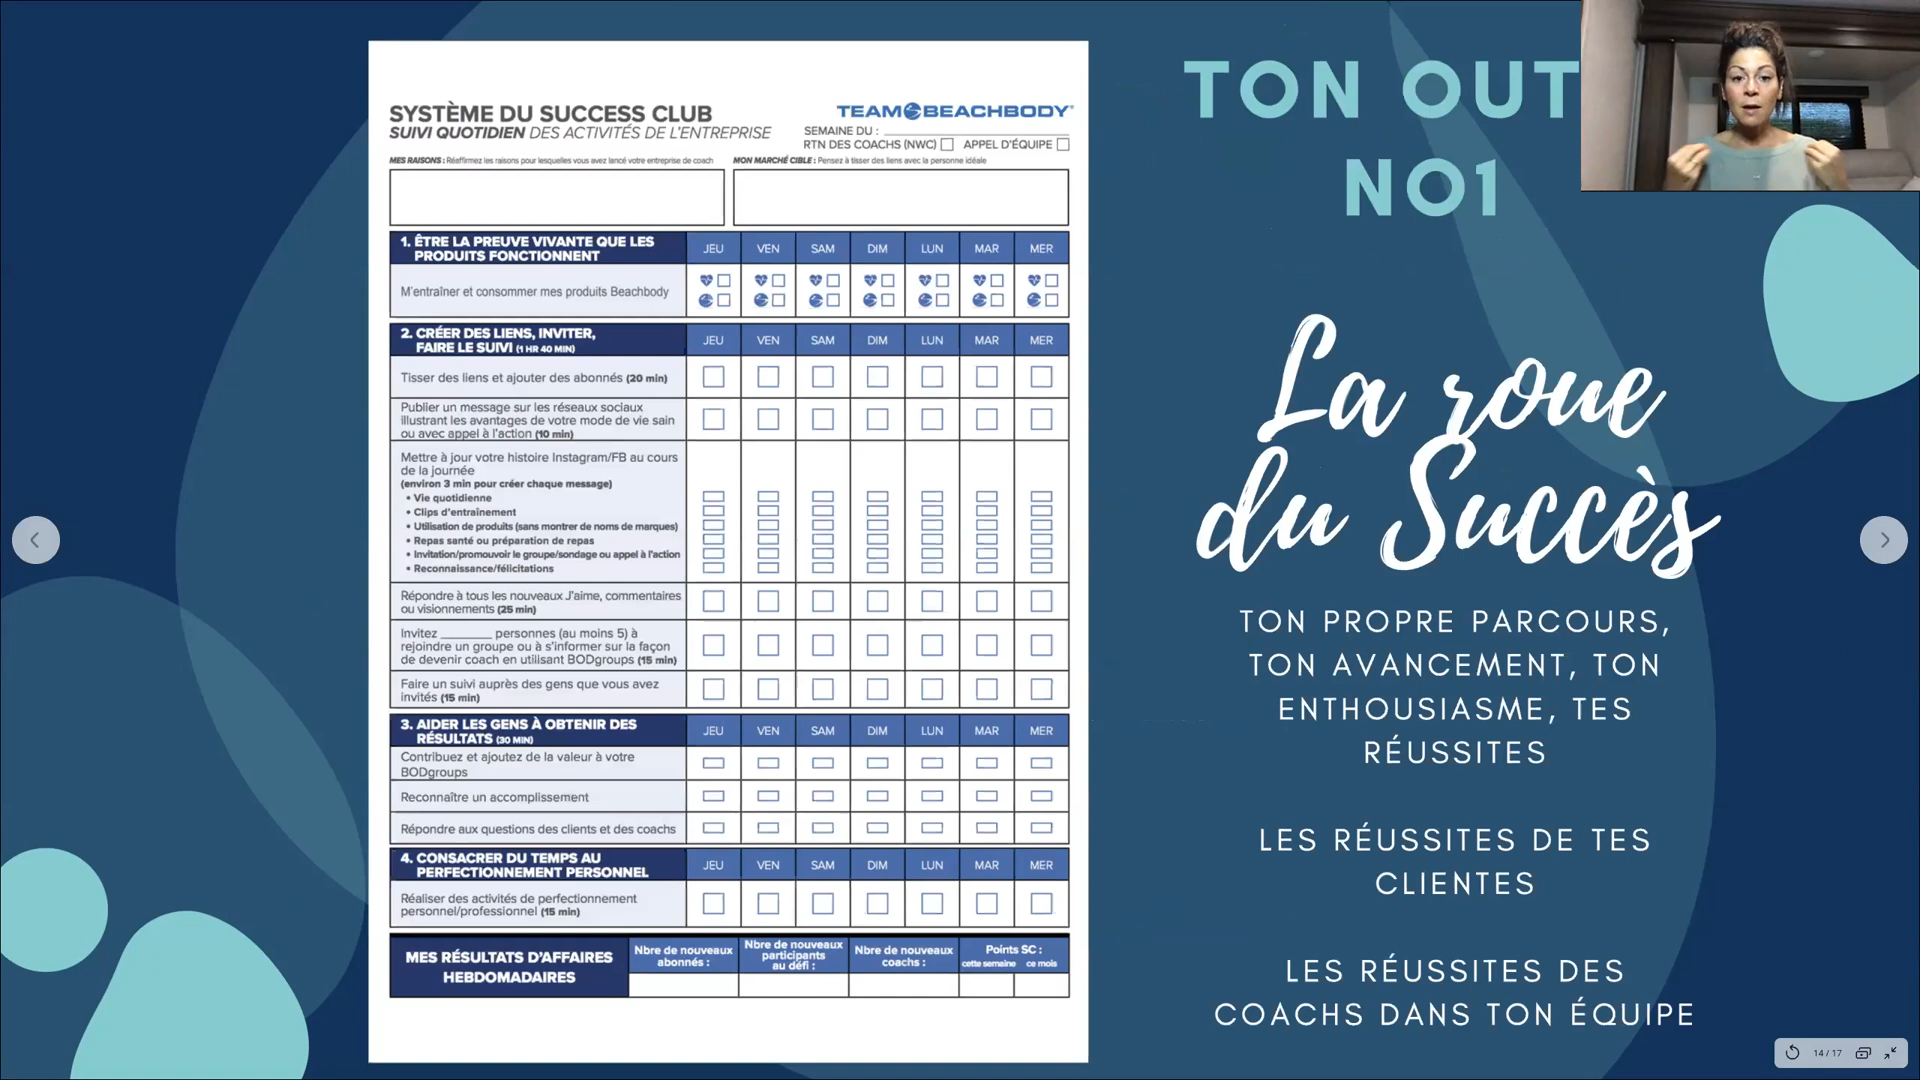 SYSTÈME DU SUCCESS CLUB
SUIVI QUOTIDIEN DES ACTIVITÉS DE L'ENTREPRISE
TEAM BEACHBODY
SEMAINE DU :
RTN DES COACHS (NWC) APPEL D'ÉQUIPE
MES RAISONS : Réaffirmez les raisons pour lesquelles vous avez lancé votre entreprise de coach
MON MARCHÉ CIBLE : Pensez à tisser des liens avec la personne idéale
1. ÊTRE LA PREUVE VIVANTE QUE LES
PRODUITS FONCTIONNENT
JEU VEN SAM DIM LUN MAR MER
M'entraîner et consommer mes produits Beachbody
2. CRÉER DES LIENS, INVITER,
FAIRE LE SUIVI (1 HR 40 MIN)
JEU VEN SAM DIM LUN MAR MER
Tisser des liens et ajouter des abonnés (20 min)
Publier un message sur les réseaux sociaux
illustrant les avantages de votre mode de vie sain
ou avec appel à l'action (10 min)
Mettre à jour votre histoire Instagram/FB au cours
de la journée
(environ 3 min pour créer chaque message)
• Vie quotidienne
• Clips d'entraînement
• Utilisation de produits (sans montrer de noms de marques)
• Repas santé ou préparation de repas
• Invitation/promouvoir le groupe/sondage ou appel à l'action
• Reconnaissance/félicitations
Répondre à tous les nouveaux J'aime, commentaires
ou visionnements (25 min)
Invitez ________ personnes (au moins 5) à
rejoindre un groupe ou à s'informer sur la façon
de devenir coach en utilisant BODgroups (15 min)
Faire un suivi auprès des gens que vous avez
invités (15 min)
3. AIDER LES GENS À OBTENIR DES
RÉSULTATS (30 MIN)
JEU VEN SAM DIM LUN MAR MER
Contribuez et ajoutez de la valeur à votre
BODgroups
Reconnaître un accomplissement
Répondre aux questions des clients et des coachs
4. CONSACRER DU TEMPS AU
PERFECTIONNEMENT PERSONNEL
JEU VEN SAM DIM LUN MAR MER
Réaliser des activités de perfectionnement
personnel/professionnel (15 min)
MES RÉSULTATS D'AFFAIRES
HEBDOMADAIRES
Nbre de nouveaux
abonnés :
Nbre de nouveaux
participants
au défi :
Nbre de nouveaux
coachs :
Points SC :
cette semaine ce mois
TON OUT
NO1
La roue
du Succès
TON PROPRE PARCOURS,
TON AVANCEMENT, TON
ENTHOUSIASME, TES
RÉUSSITES
LES RÉUSSITES DE TES
CLIENTES
LES RÉUSSITES DES
COACHS DANS TON ÉQUIPE
14 / 17